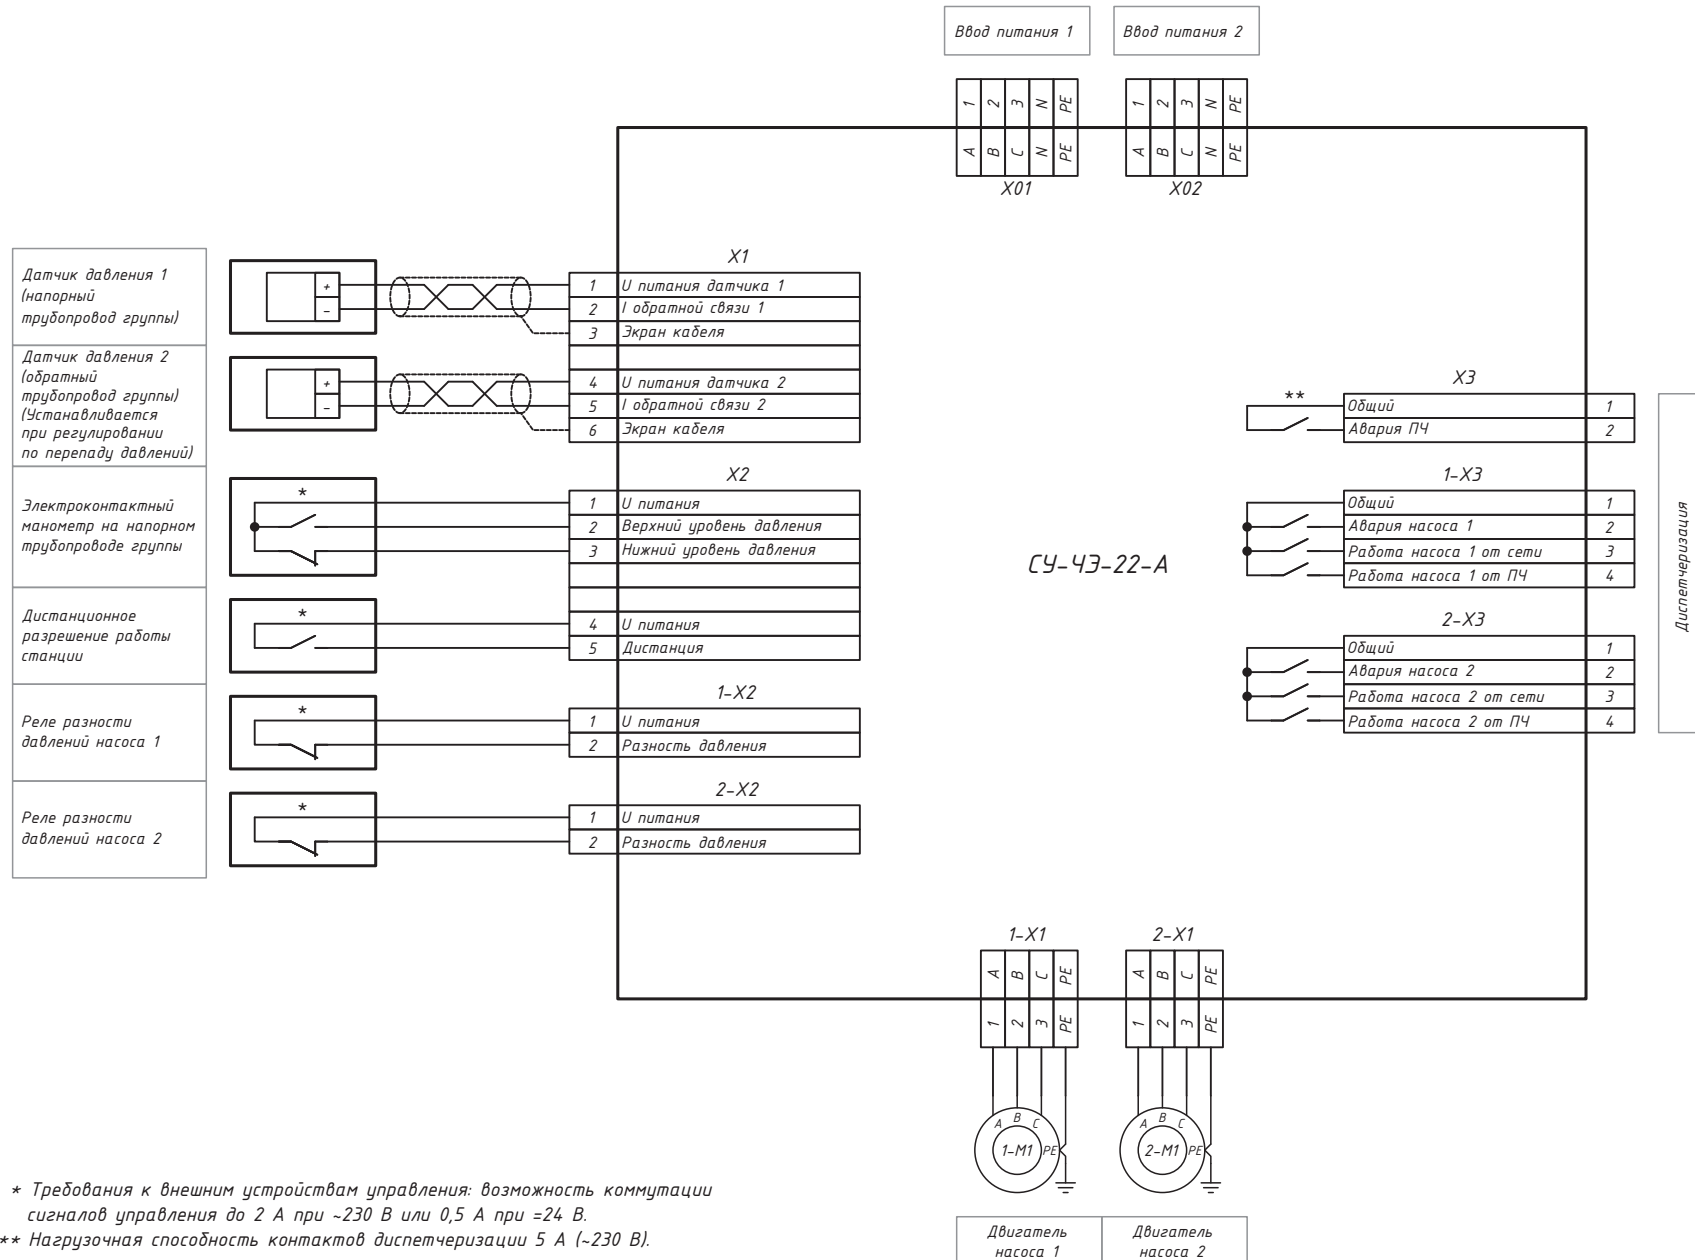 Ввод питания 1
Ввод питания 2
1 2 3 N PE
1 2 3 N PE
A B C N PE
A B C N PE
X01
X02
Датчик давления 1
(напорный
трубопровод группы)
+
-
X1
1 U питания датчика 1
2 I обратной связи 1
3 Экран кабеля
Датчик давления 2
(обратный
трубопровод группы)
(Устанавливается
при регулировании
по перепаду давлений)
+
-
4 U питания датчика 2
5 I обратной связи 2
6 Экран кабеля
Электроконтактный
манометр на напорном
трубопроводе группы
*
X2
1 U питания
2 Верхний уровень давления
3 Нижний уровень давления
Дистанционное
разрешение работы
станции
*
4 U питания
5 Дистанция
Реле разности
давлений насоса 1
*
1-X2
1 U питания
2 Разность давления
Реле разности
давлений насоса 2
*
2-X2
1 U питания
2 Разность давления
СУ-ЧЭ-22-А
X3
**
Общий 1
Авария ПЧ 2
1-X3
Общий 1
Авария насоса 1 2
Работа насоса 1 от сети 3
Работа насоса 1 от ПЧ 4
2-X3
Общий 1
Авария насоса 2 2
Работа насоса 2 от сети 3
Работа насоса 2 от ПЧ 4
Диспетчеризация
1-X1
2-X1
A B C PE
A B C PE
1 2 3 PE
1 2 3 PE
A B C
1-M1 PE
A B C
2-M1 PE
Двигатель
насоса 1
Двигатель
насоса 2
* Требования к внешним устройствам управления: возможность коммутации
сигналов управления до 2 А при ~230 В или 0,5 А при =24 В.
** Нагрузочная способность контактов диспетчеризации 5 А (~230 В).